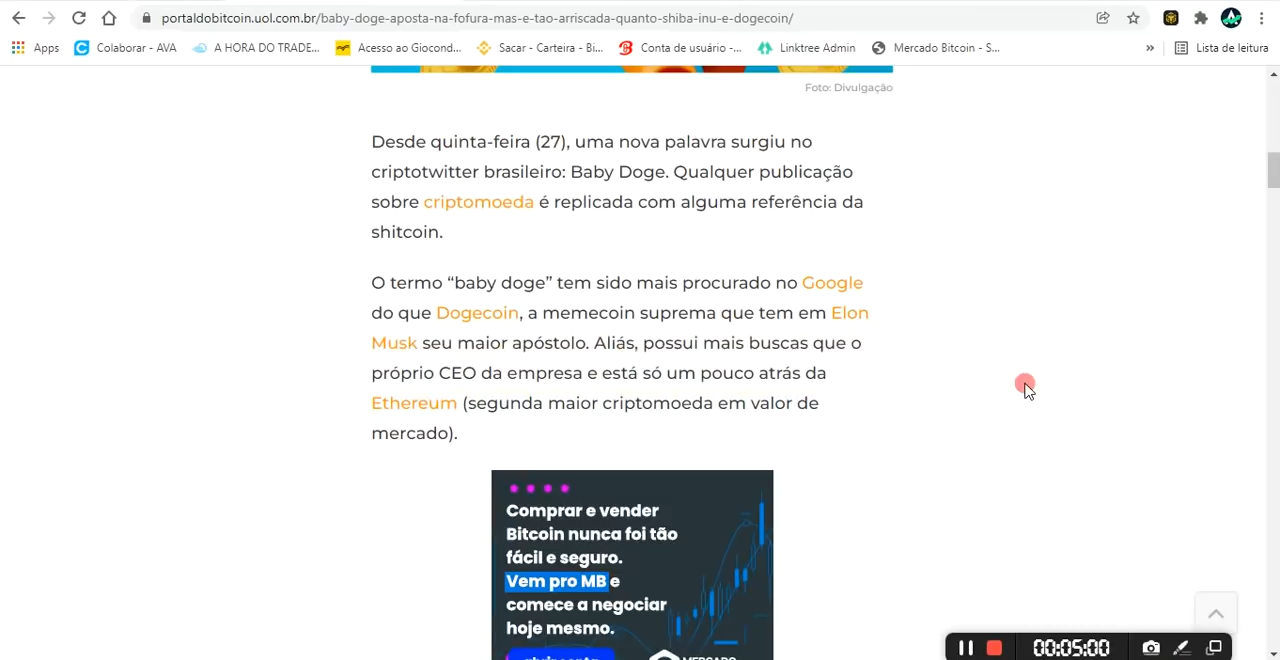 portaldobitcoin.uol.com.br/baby-doge-aposta-na-fofura-mas-e-tao-arriscada-quanto-shiba-inu-e-dogecoin/
Apps Colaborar - AVA A HORA DO TRADE... Acesso ao Giocond... Sacar - Carteira - Bi... Conta de usuário -... Linktree Admin Mercado Bitcoin - S... » Lista de leitura
Foto: Divulgação
Desde quinta-feira (27), uma nova palavra surgiu no
criptotwitter brasileiro: Baby Doge. Qualquer publicação
sobre criptomoeda é replicada com alguma referência da
shitcoin.
O termo “baby doge” tem sido mais procurado no Google
do que Dogecoin, a memecoin suprema que tem em Elon
Musk seu maior apóstolo. Aliás, possui mais buscas que o
próprio CEO da empresa e está só um pouco atrás da
Ethereum (segunda maior criptomoeda em valor de
mercado).
Comprar e vender
Bitcoin nunca foi tão
fácil e seguro.
Vem pro MB e
comece a negociar
hoje mesmo.
MERCADO
00:05:00